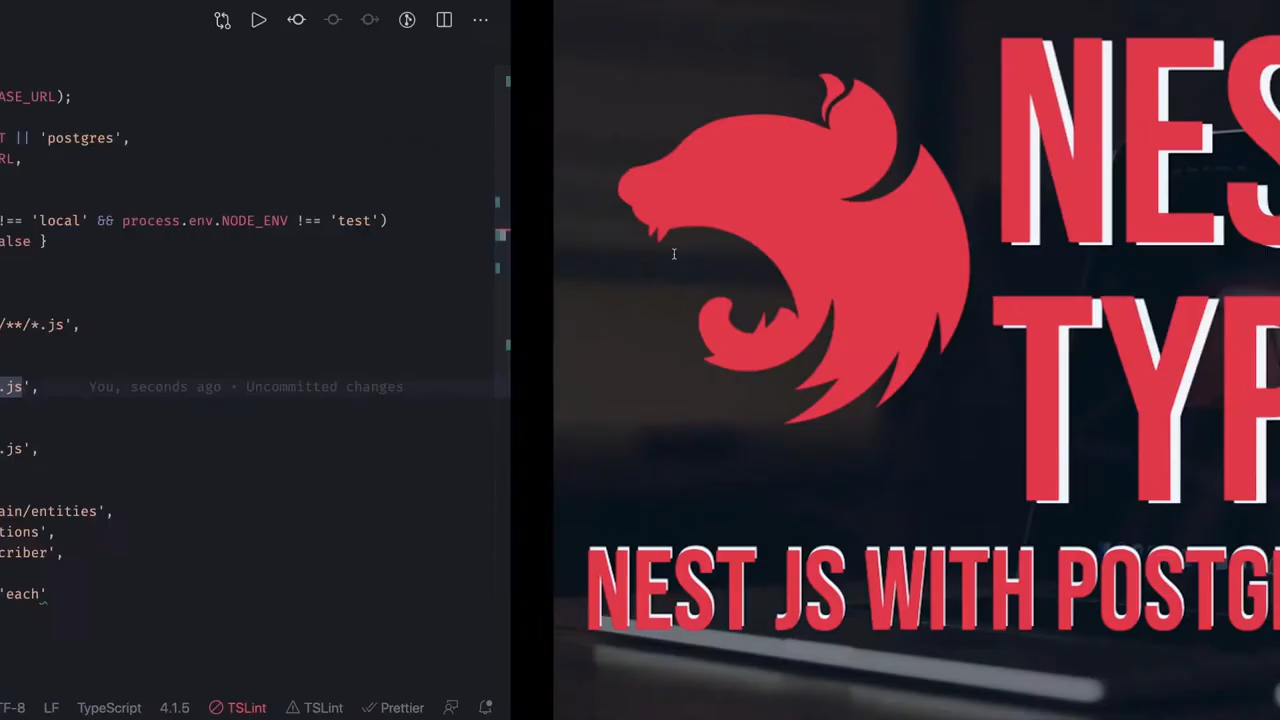 ASE_URL);
T || 'postgres',
RL,
!== 'local' && process.env.NODE_ENV !== 'test')
alse }
/**/*.js',
.js', You, seconds ago • Uncommitted changes
.js',
ain/entities',
tions',
criber',
'each'
TF-8 LF TypeScript 4.1.5 TSLint TSLint Prettier
NES
TYP
NEST JS WITH POSTG